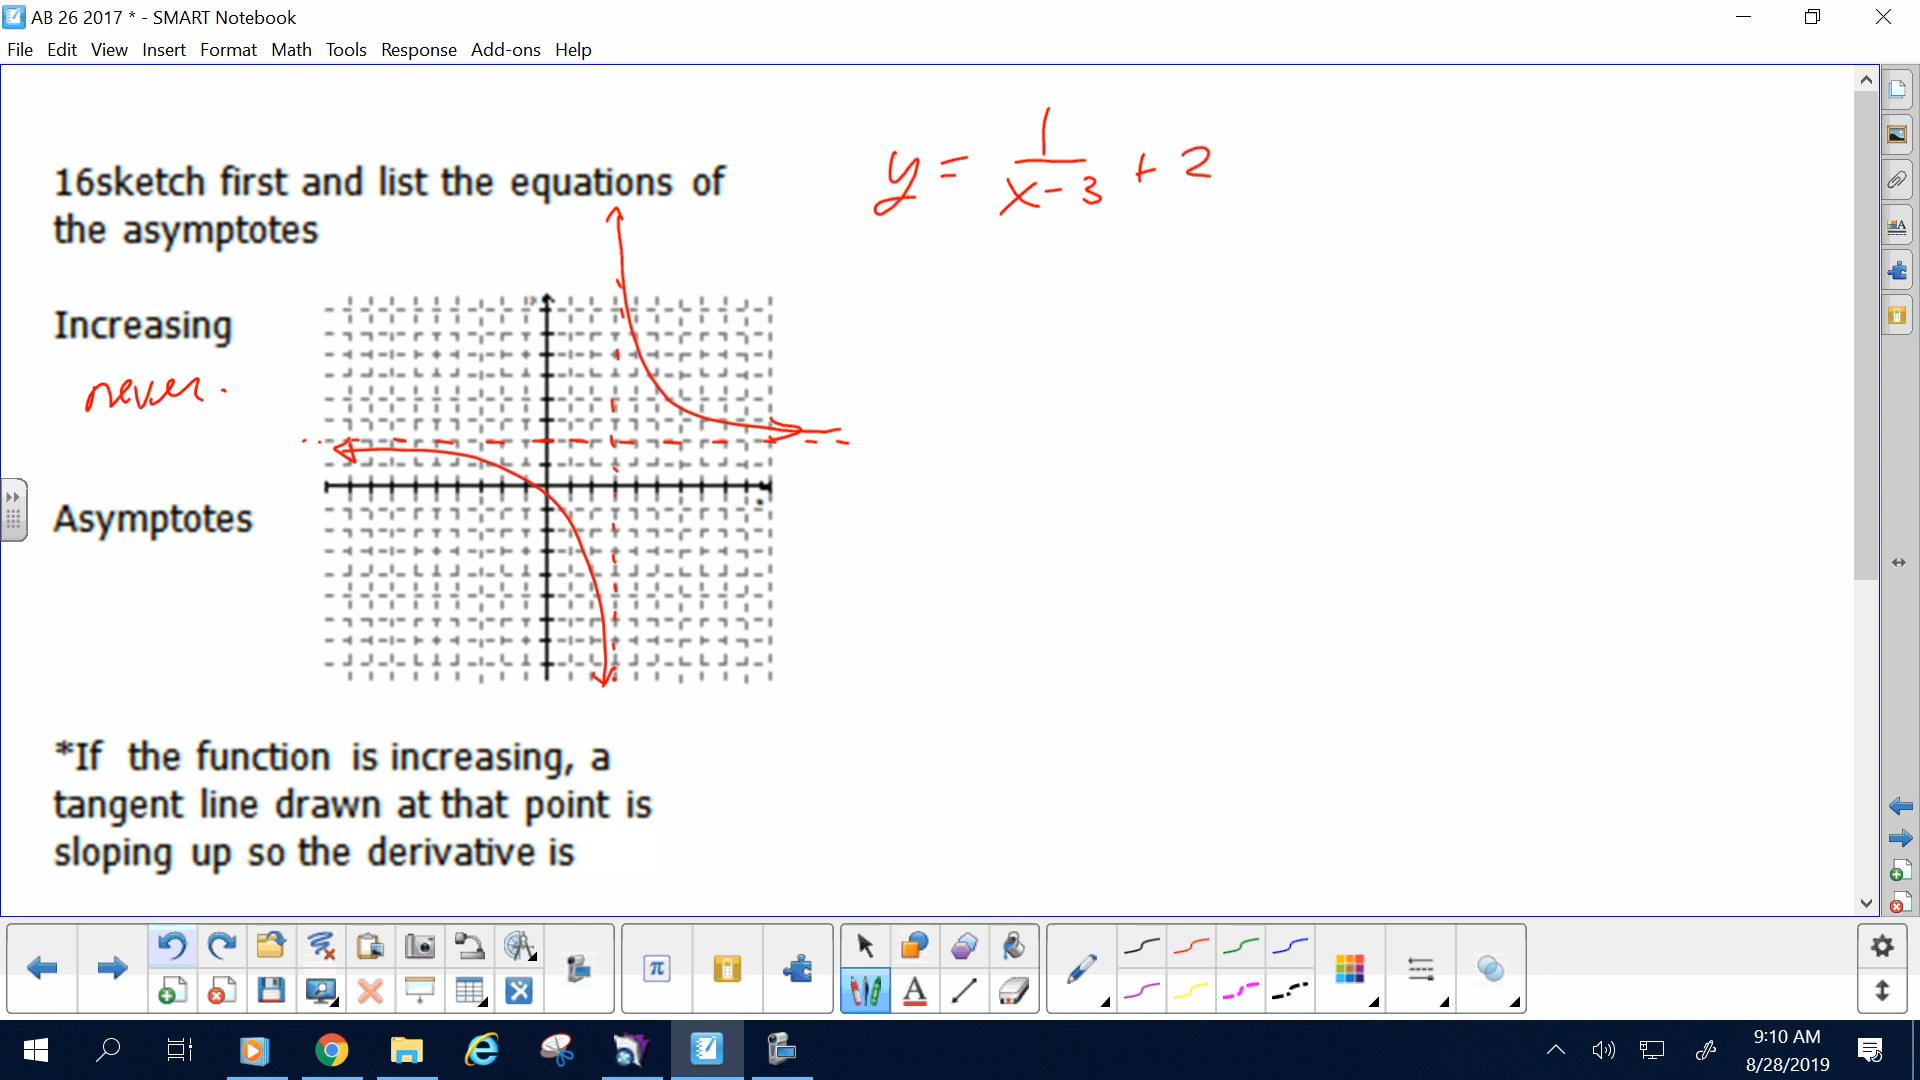 AB 26 2017 * - SMART Notebook
File Edit View Insert Format Math Tools Response Add-ons Help
16sketch first and list the equations of
the asymptotes
y = 1/(x-3) + 2
Increasing
never.
Asymptotes
*If the function is increasing, a
tangent line drawn at that point is
sloping up so the derivative is
π
A
9:10 AM
8/28/2019